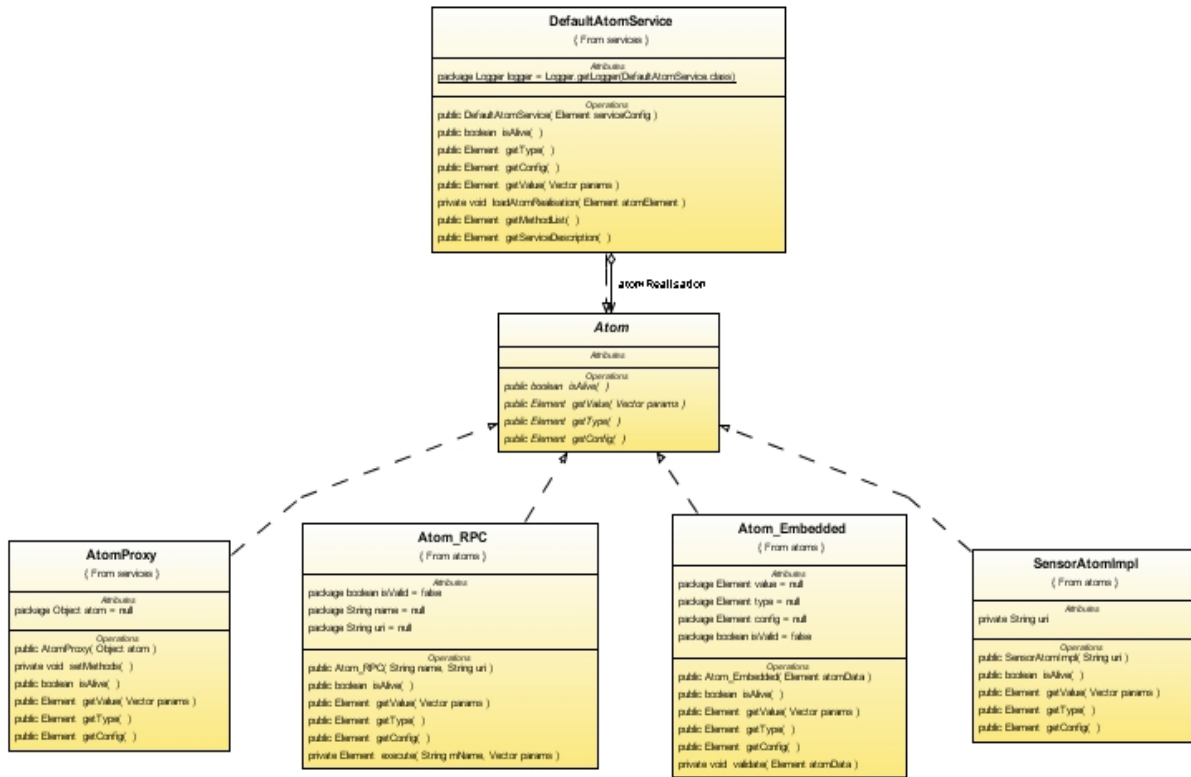 DefaultAtomService
( From services )
Attributes
package Logger logger = Logger.getLogger(DefaultAtomService.class)
Operations
public DefaultAtomService( Element serviceConfig )
public boolean isAlive( )
public Element getType( )
public Element getConfig( )
public Element getValue( Vector params )
private void loadAtomRealisation( Element atomElement )
public Element getMethodList( )
public Element getServiceDescription( )
atomRealisation
Atom
Attributes
Operations
public boolean isAlive( )
public Element getValue( Vector params )
public Element getType( )
public Element getConfig( )
AtomProxy
( From services )
Attributes
package Object atom = null
Operations
public AtomProxy( Object atom )
private void setMethods( )
public boolean isAlive( )
public Element getValue( Vector params )
public Element getType( )
public Element getConfig( )
Atom_RPC
( From atoms )
Attributes
package boolean isValid = false
package String name = null
package String uri = null
Operations
public Atom_RPC( String name, String uri )
public boolean isAlive( )
public Element getValue( Vector params )
public Element getType( )
public Element getConfig( )
private Element execute( String mName, Vector params )
Atom_Embedded
( From atoms )
Attributes
package Element value = null
package Element type = null
package Element config = null
package boolean isValid = false
Operations
public Atom_Embedded( Element atomData )
public boolean isAlive( )
public Element getValue( Vector params )
public Element getType( )
public Element getConfig( )
private void validate( Element atomData )
SensorAtomImpl
( From atoms )
Attributes
private String uri
Operations
public SensorAtomImpl( String uri )
public boolean isAlive( )
public Element getValue( Vector params )
public Element getType( )
public Element getConfig( )